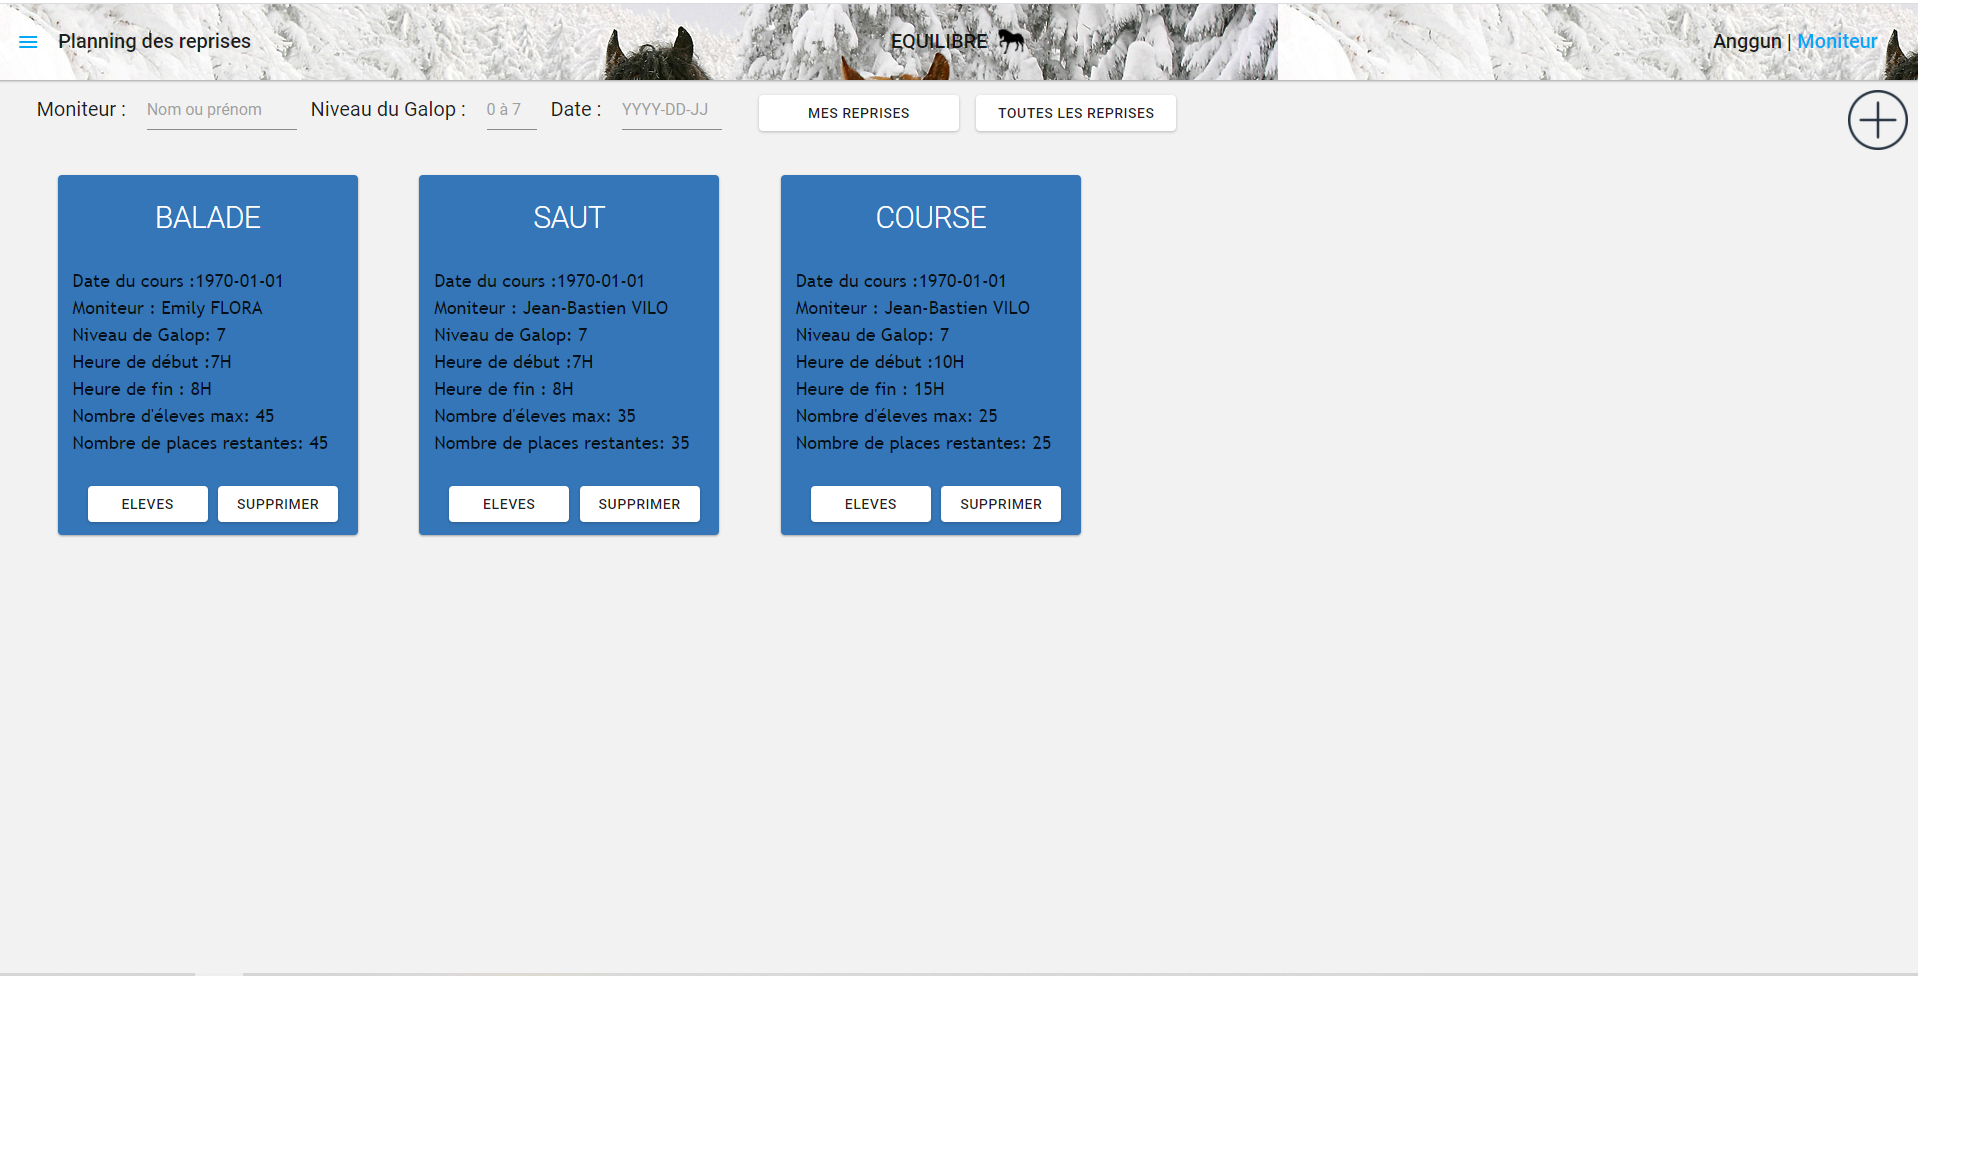 Planning des reprises
EQUILIBRE
Anggun | Moniteur
Moniteur : Nom ou prénom Niveau du Galop : 0 à 7 Date : YYYY-DD-JJ MES REPRISES TOUTES LES REPRISES
BALADE
Date du cours :1970-01-01
Moniteur : Emily FLORA
Niveau de Galop: 7
Heure de début :7H
Heure de fin : 8H
Nombre d'éleves max: 45
Nombre de places restantes: 45
ELEVES SUPPRIMER
SAUT
Date du cours :1970-01-01
Moniteur : Jean-Bastien VILO
Niveau de Galop: 7
Heure de début :7H
Heure de fin : 8H
Nombre d'éleves max: 35
Nombre de places restantes: 35
ELEVES SUPPRIMER
COURSE
Date du cours :1970-01-01
Moniteur : Jean-Bastien VILO
Niveau de Galop: 7
Heure de début :10H
Heure de fin : 15H
Nombre d'éleves max: 25
Nombre de places restantes: 25
ELEVES SUPPRIMER